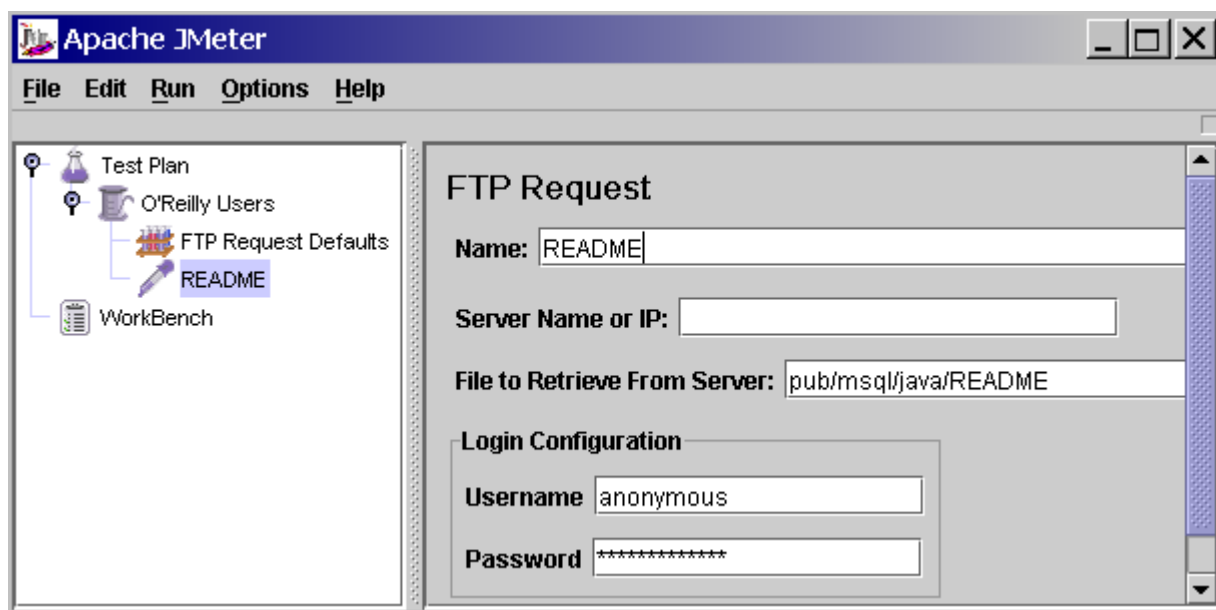 Apache JMeter
File Edit Run Options Help
Test Plan
O'Reilly Users
FTP Request Defaults
README
WorkBench
FTP Request
Name: README
Server Name or IP:
File to Retrieve From Server: pub/msql/java/README
Login Configuration
Username anonymous
Password *************